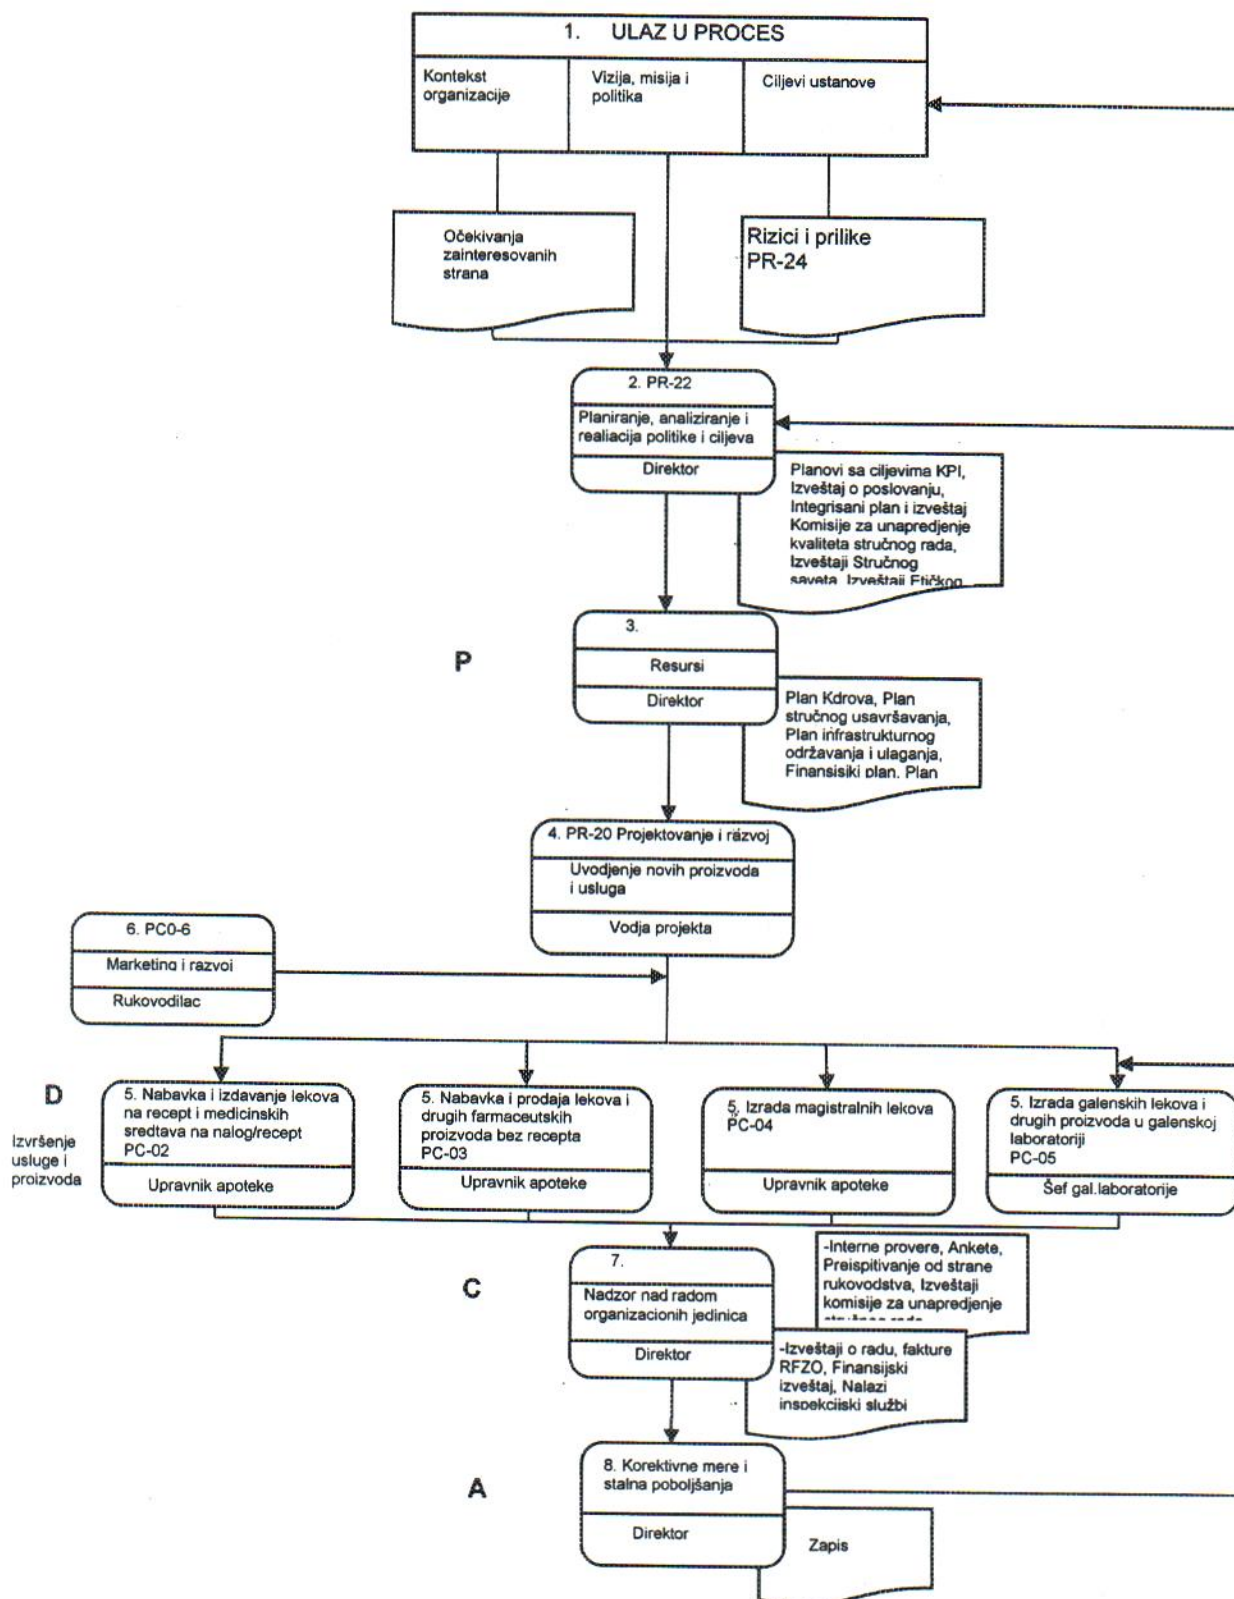 1. ULAZ U PROCES
Kontekst
organizacije
Vizija, misija i
politika
Ciljevi ustanove
Očekivanja
zainteresovanih
strana
Rizici i prilike
PR-24
2. PR-22
Planiranje, analiziranje i
realiacija politike i ciljeva
Direktor
Planovi sa ciljevima KPI,
Izveštaj o poslovanju,
Integrisani plan i izveštaj
Komisije za unapredjenje
kvaliteta stručnog rada,
Izveštaji Stručnog
saveta, Izveštaji Etičkog
P
3.
Resursi
Direktor
Plan Kdrova, Plan
stručnog usavršavanja,
Plan infrastrukturnog
održavanja i ulaganja,
Finansisiki plan, Plan
4. PR-20 Projektovanje i razvoj
Uvodjenje novih proizvoda
i usluga
Vodja projekta
6. PC0-6
Marketing i razvoj
Rukovodilac
D
Izvršenje
usluge i
proizvoda
5. Nabavka i izdavanje lekova
na recept i medicinskih
sredtava na nalog/recept
PC-02
Upravnik apoteke
5. Nabavka i prodaja lekova i
drugih farmaceutskih
proizvoda bez recepta
PC-03
Upravnik apoteke
5. Izrada magistralnih lekova
PC-04
Upravnik apoteke
5. Izrada galenskih lekova i
drugih proizvoda u galenskoj
laboratoriji
PC-05
Šef gal.laboratorije
C
7.
Nadzor nad radom
organizacionih jedinica
Direktor
-Interne provere, Ankete,
Preispitivanje od strane
rukovodstva, Izveštaji
komisije za unapredjenje
-Izveštaji o radu, fakture
RFZO, Finansijski
izveštaj, Nalazi
inspekcijski službi
A
8. Korektivne mere i
stalna poboljšanja
Direktor
Zapis